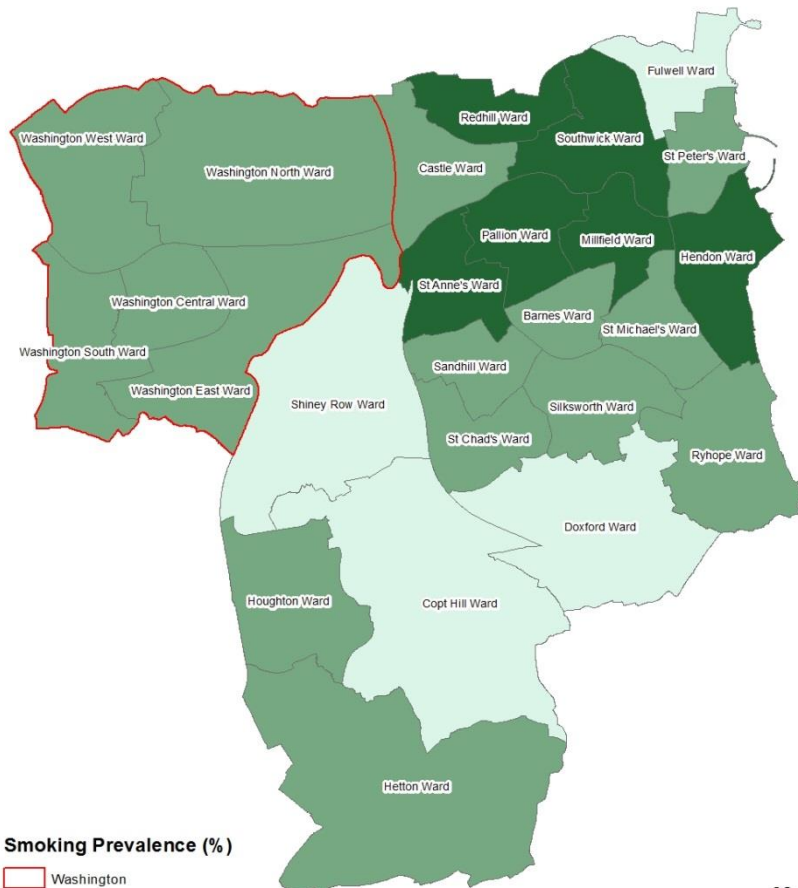 Fulwell Ward
Redhill Ward
Southwick Ward
Washington West Ward
St Peter's Ward
Castle Ward
Washington North Ward
Pallion Ward
Millfield Ward
Hendon Ward
St Anne's Ward
Washington Central Ward
Barnes Ward
St Michael's Ward
Washington South Ward
Sandhill Ward
Washington East Ward
Shiney Row Ward
Silksworth Ward
St Chad's Ward
Ryhope Ward
Doxford Ward
Houghton Ward
Copt Hill Ward
Hetton Ward
Smoking Prevalence (%)
Washington